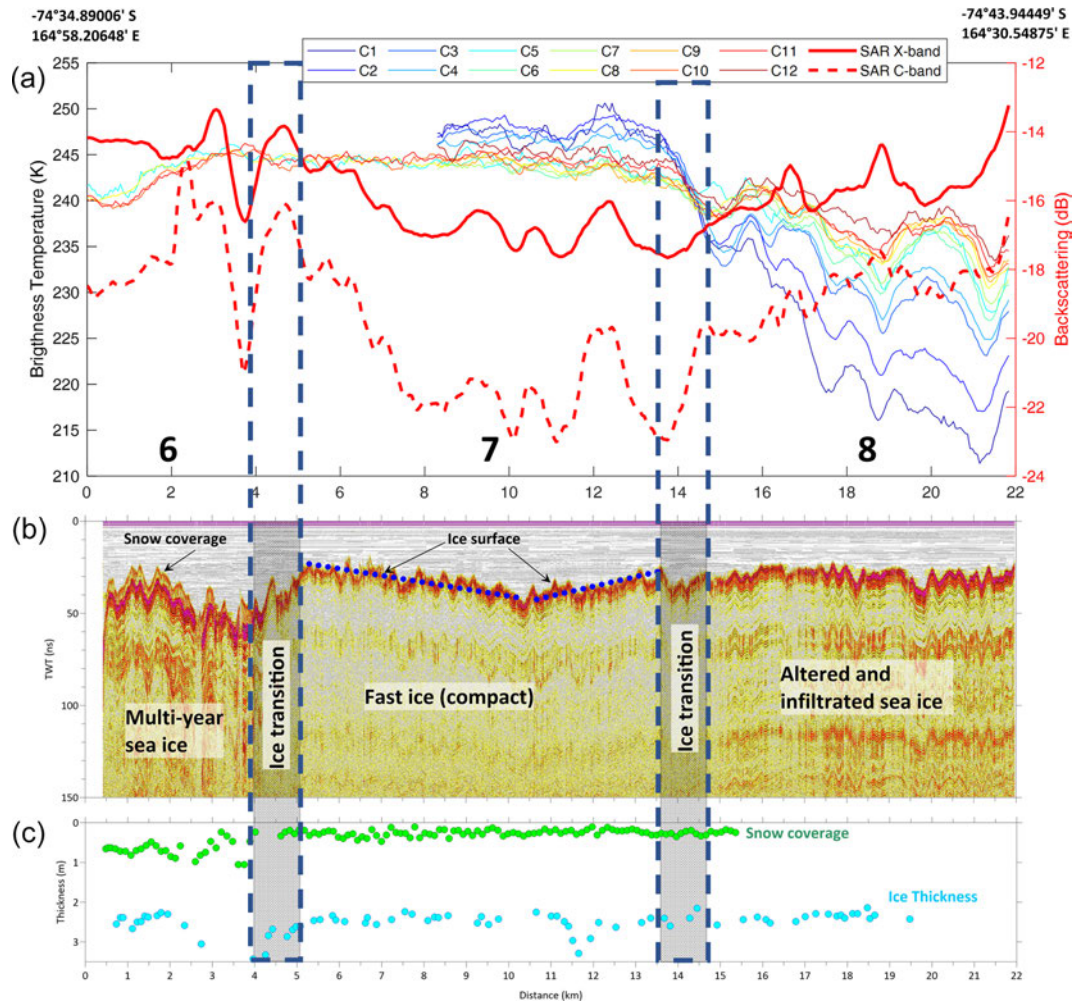 -74°34.89006' S
164°58.20648' E
-74°43.94449' S
164°30.54875' E
C1 C3 C5 C7 C9 C11 SAR X-band
C2 C4 C6 C8 C10 C12 SAR C-band
(a)
Brigthness Temperature (K)
255
250
245
240
235
230
225
220
215
210
Backscattering (dB)
-12
-14
-16
-18
-20
-22
-24
6
7
8
0 2 4 6 8 10 12 14 16 18 20 22
(b)
TWT (ns)
0
50
100
150
Snow coverage
Ice surface
Multi-year
sea ice
Ice transition
Fast ice (compact)
Ice transition
Altered and
infiltrated sea ice
(c)
Thickness (m)
0
1
2
3
Snow coverage
Ice Thickness
0 1 2 3 4 5 6 7 8 9 10 11 12 13 14 15 16 17 18 19 20 21 22
Distance (km)